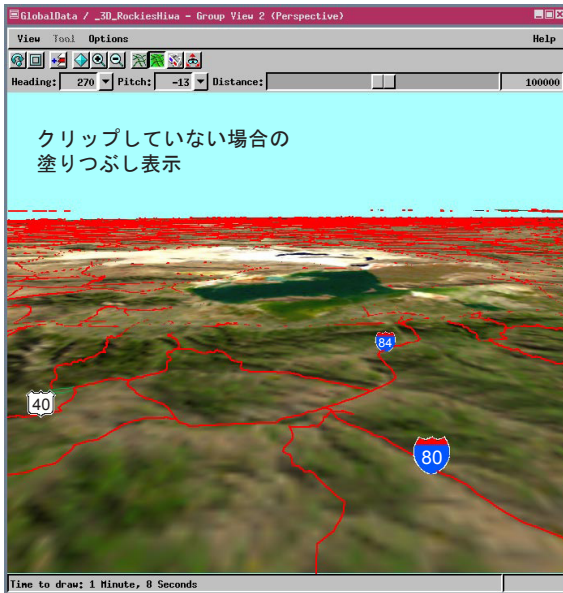 GlobalData / _3D_RockiesHiwa - Group View 2 (Perspective)
View Tool Options Help
Heading: 270 Pitch: -13 Distance: 100000
クリップしていない場合の
塗りつぶし表示
84
40
80
Time to draw: 1 Minute, 8 Seconds